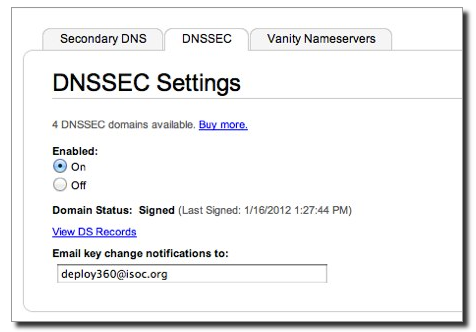 Secondary DNS DNSSEC Vanity Nameservers
DNSSEC Settings
4 DNSSEC domains available. Buy more.
Enabled:
On
Off
Domain Status: Signed (Last Signed: 1/16/2012 1:27:44 PM)
View DS Records
Email key change notifications to:
deploy360@isoc.org